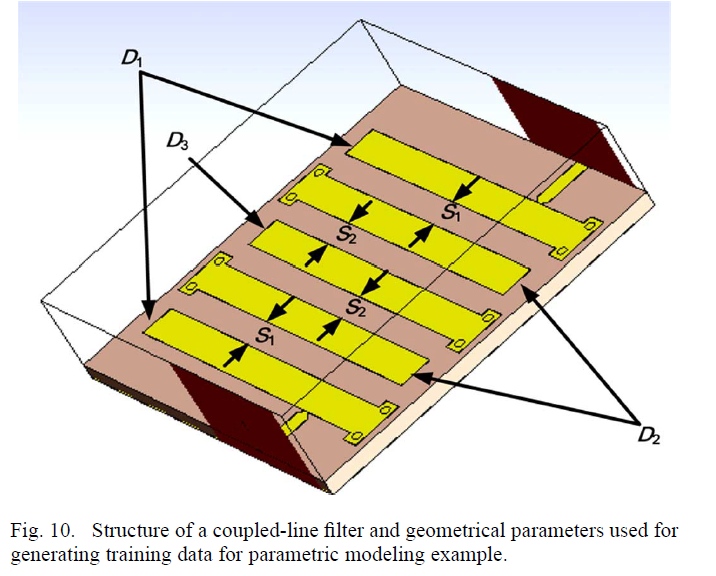 D₁
D₃
S₁
S₂
S₂
S₁
D₂
Fig. 10. Structure of a coupled-line filter and geometrical parameters used for
generating training data for parametric modeling example.